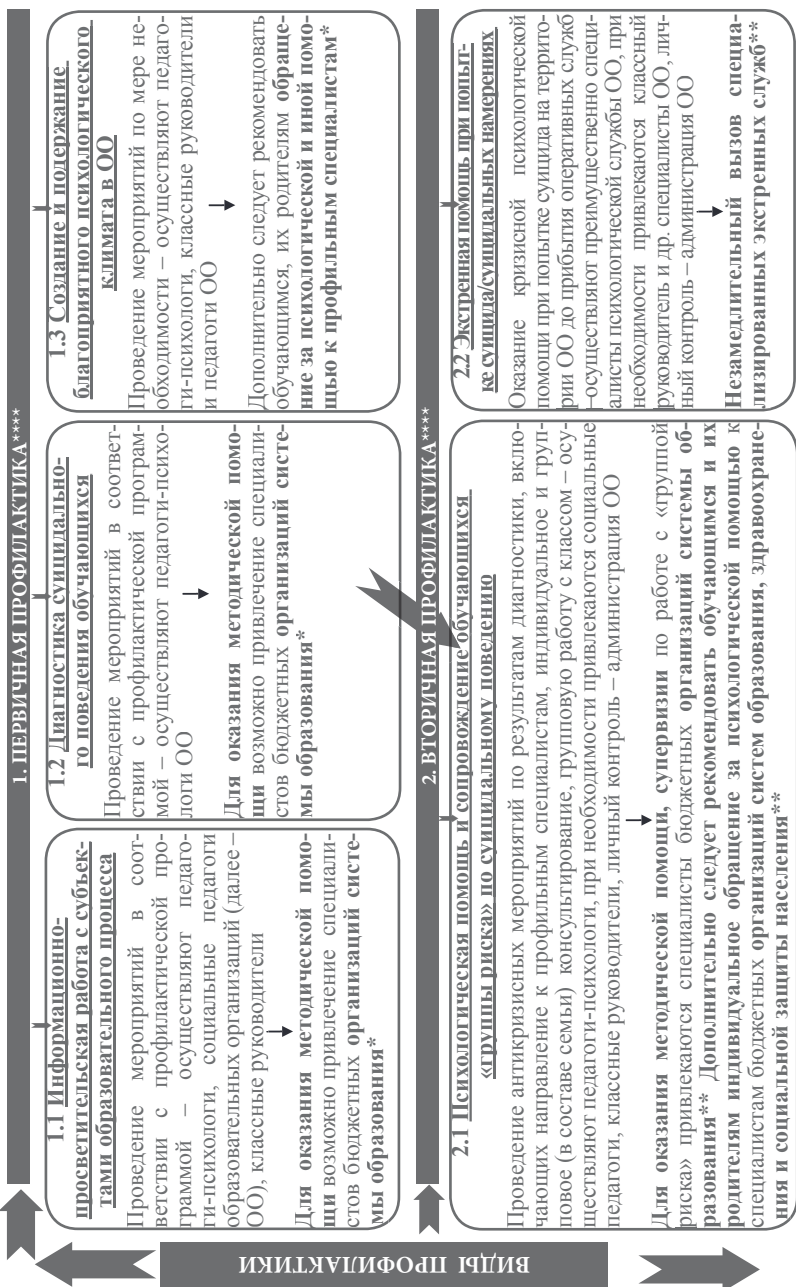 ВИДЫ ПРОФИЛАКТИКИ
1. ПЕРВИЧНАЯ ПРОФИЛАКТИКА****
1.1 Информационно-
просветительская работа с субъек-
тами образовательного процесса
Проведение мероприятий в соот-
ветствии с профилактической про-
граммой – осуществляют педаго-
ги-психологи, социальные педагоги
образовательных организаций (далее –
ОО), классные руководители
Для оказания методической помо-
щи возможно привлечение специали-
стов бюджетных организаций систе-
мы образования*
1.2 Диагностика суицидально-
го поведения обучающихся
Проведение мероприятий в соответ-
ствии с профилактической програм-
мой – осуществляют педагоги-психо-
логи ОО
Для оказания методической помо-
щи возможно привлечение специали-
стов бюджетных организаций систе-
мы образования*
1.3 Создание и подержание
благоприятного психологического
климата в ОО
Проведение мероприятий по мере не-
обходимости – осуществляют педаго-
ги-психологи, классные руководители
и педагоги ОО
Дополнительно следует рекомендовать
обучающимся, их родителям обраще-
ние за психологической и иной помо-
щью к профильным специалистам*
2. ВТОРИЧНАЯ ПРОФИЛАКТИКА****
2.1 Психологическая помощь и сопровождение обучающихся
«группы риска» по суицидальному поведению
Проведение антикризисных мероприятий по результатам диагностики, вклю-
чающих направление к профильным специалистам, индивидуальное и груп-
повое (в составе семьи) консультирование, групповую работу с классом – осу-
ществляют педагоги-психологи, при необходимости привлекаются социальные
педагоги, классные руководители, личный контроль – администрация ОО
Для оказания методической помощи, супервизии по работе с «группой
риска» привлекаются специалисты бюджетных организаций системы об-
разования** Дополнительно следует рекомендовать обучающимся и их
родителям индивидуальное обращение за психологической помощью к
специалистам бюджетных организаций систем образования, здравоохране-
ния и социальной защиты населения**
2.2 Экстренная помощь при попыт-
ке суицида/суицидальных намерениях
Оказание кризисной психологической
помощи при попытке суицида на террито-
рии ОО до прибытия оперативных служб
–осуществляют преимущественно специ-
алисты психологической службы ОО, при
необходимости привлекаются классный
руководитель и др. специалисты ОО, лич-
ный контроль – администрация ОО
Незамедлительный вызов специа-
лизированных экстренных служб**